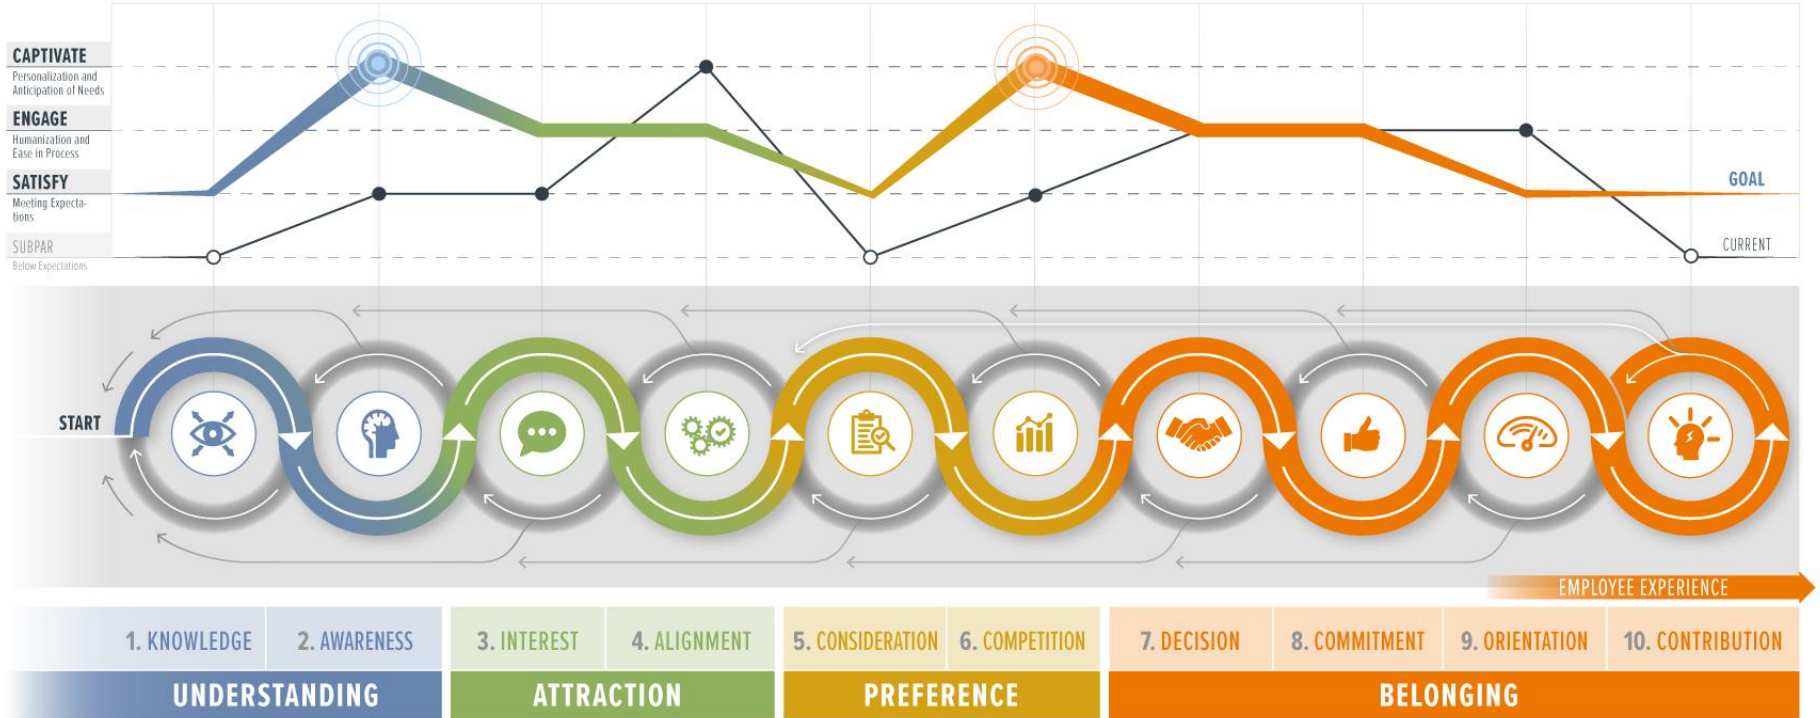 CAPTIVATE
Personalization and
Anticipation of Needs
ENGAGE
Humanization and
Ease in Process
SATISFY
Meeting Expecta-
tions
GOAL
SUBPAR
Below Expectations
CURRENT
START
EMPLOYEE EXPERIENCE
1. KNOWLEDGE
2. AWARENESS
3. INTEREST
4. ALIGNMENT
5. CONSIDERATION
6. COMPETITION
7. DECISION
8. COMMITMENT
9. ORIENTATION
10. CONTRIBUTION
UNDERSTANDING
ATTRACTION
PREFERENCE
BELONGING